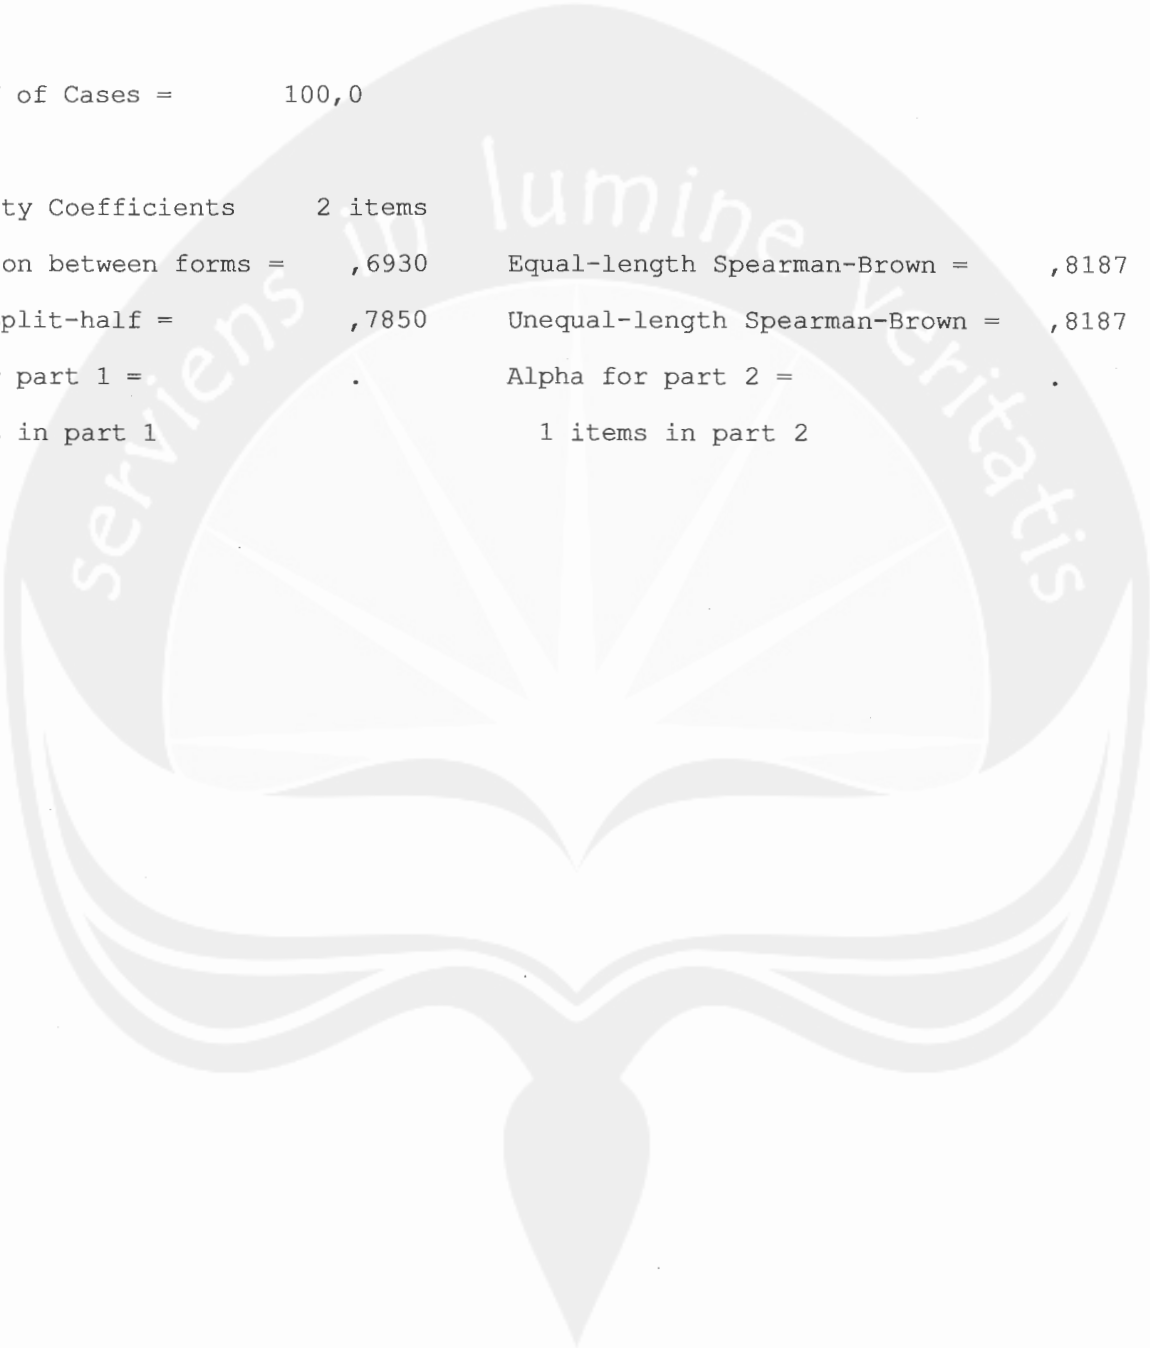 of Cases = 100,0
ty Coefficients 2 items
on between forms = ,6930 Equal-length Spearman-Brown = ,8187
plit-half = ,7850 Unequal-length Spearman-Brown = ,8187
part 1 = . Alpha for part 2 = .
in part 1 1 items in part 2
serviens in lumine veritatis